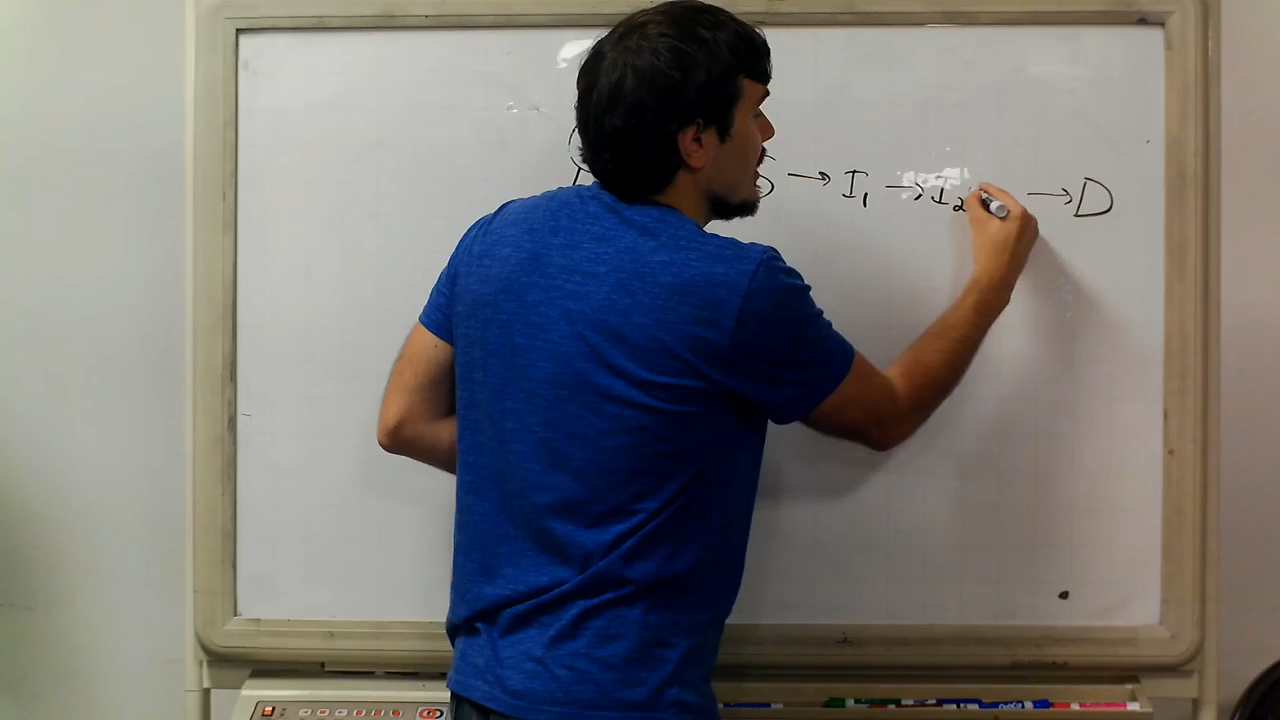 → I₁ → I₂ → D